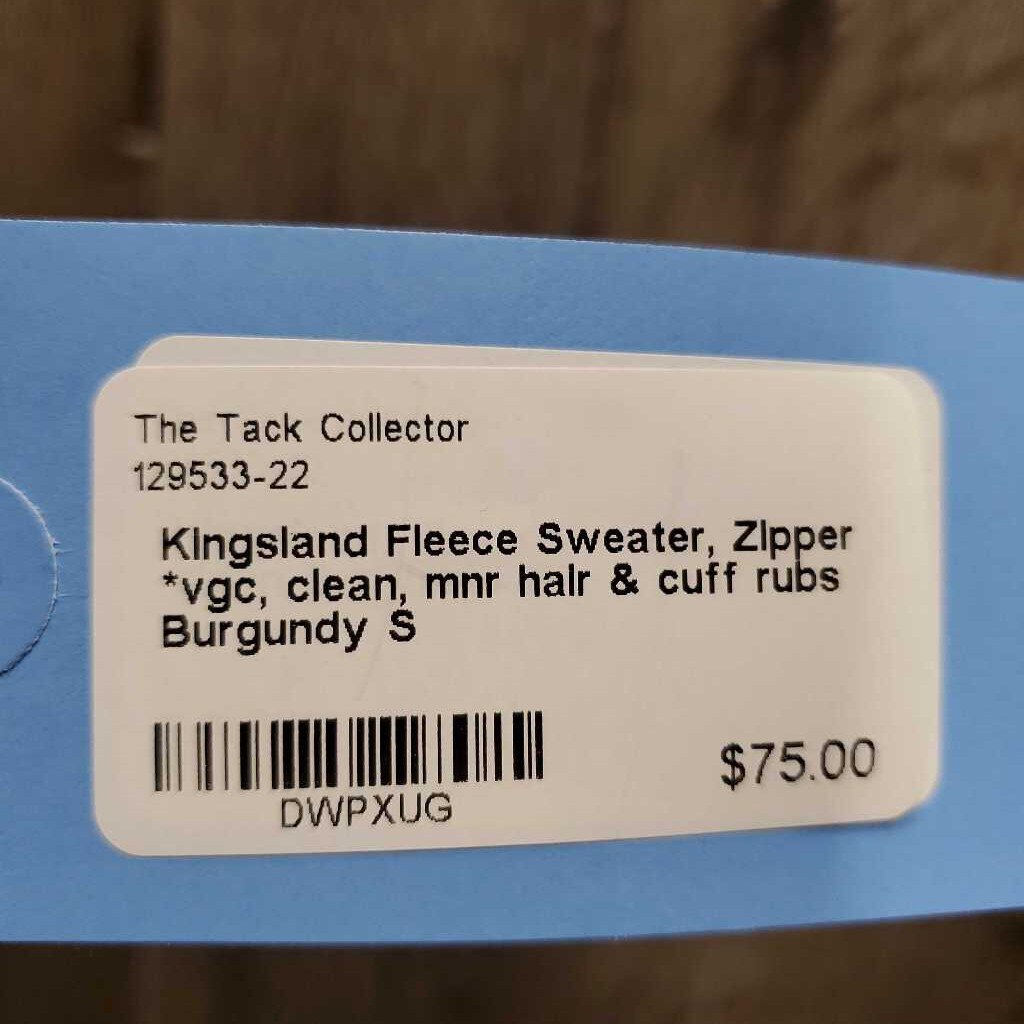 The Tack Collector
129533-22
Kingsland Fleece Sweater, Zipper
*vgc, clean, mnr hair & cuff rubs
Burgundy S
DWPXUG
$75.00